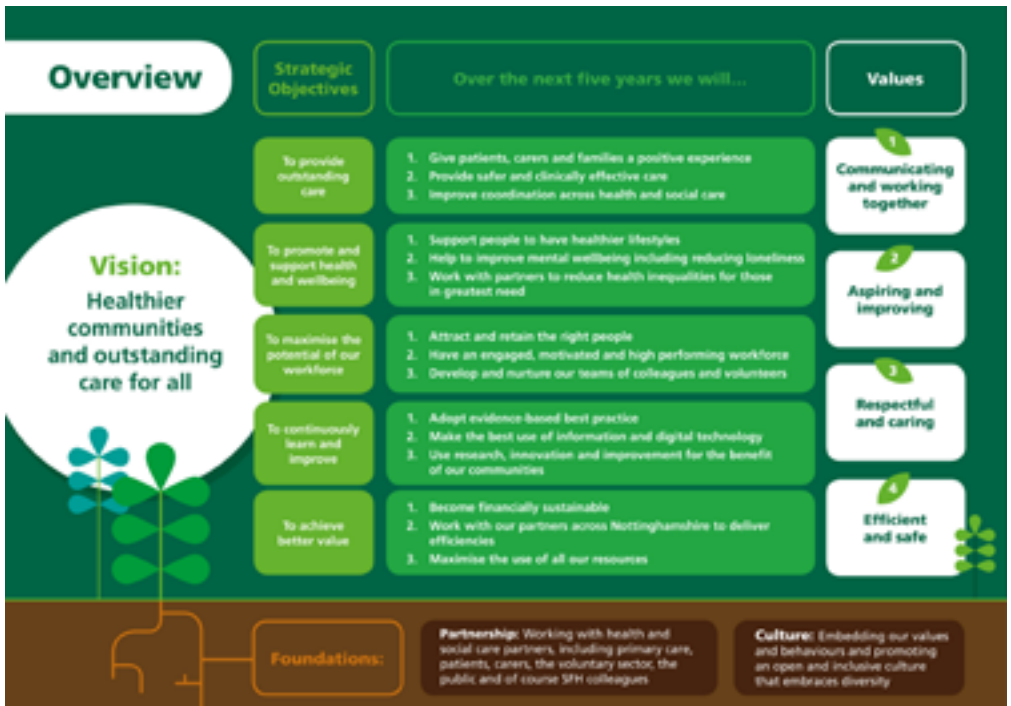 Overview
Strategic
Objectives
Over the next five years we will...
Values
Vision:
Healthier
communities
and outstanding
care for all
To provide
outstanding
care
1. Give patients, carers and families a positive experience
2. Provide safer and clinically effective care
3. Improve coordination across health and social care
To promote and
support health
and wellbeing
1. Support people to have healthier lifestyles
2. Help to improve mental wellbeing including reducing loneliness
3. Work with partners to reduce health inequalities for those
in greatest need
To maximise the
potential of our
workforce
1. Attract and retain the right people
2. Have an engaged, motivated and high performing workforce
3. Develop and nurture our teams of colleagues and volunteers
To continuously
learn and
improve
1. Adopt evidence-based best practice
2. Make the best use of information and digital technology
3. Use research, innovation and improvement for the benefit
of our communities
To achieve
better value
1. Become financially sustainable
2. Work with our partners across Nottinghamshire to deliver
efficiencies
3. Maximise the use of all our resources
1
Communicating
and working
together
2
Aspiring and
improving
3
Respectful
and caring
4
Efficient
and safe
Foundations:
Partnership: Working with health and
social care partners, including primary care,
patients, carers, the voluntary sector, the
public and of course SFH colleagues
Culture: Embedding our values
and behaviours and promoting
an open and inclusive culture
that embraces diversity